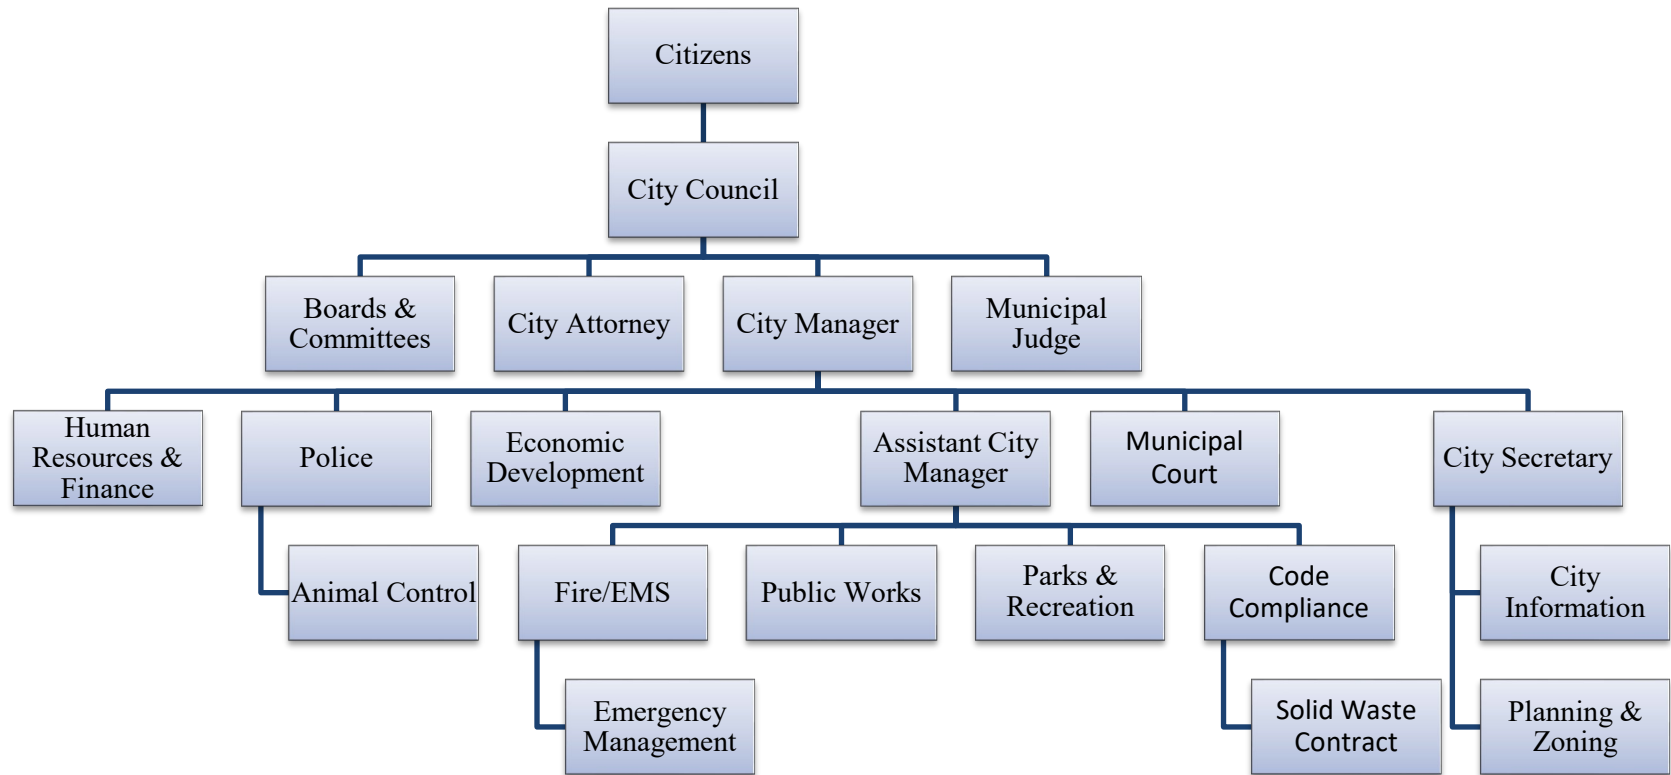 Citizens
City Council
Boards &
Committees
City Attorney
City Manager
Municipal
Judge
Human
Resources &
Finance
Police
Economic
Development
Assistant City
Manager
Municipal
Court
City Secretary
Animal Control
Fire/EMS
Public Works
Parks &
Recreation
Code
Compliance
City
Information
Emergency
Management
Solid Waste
Contract
Planning &
Zoning